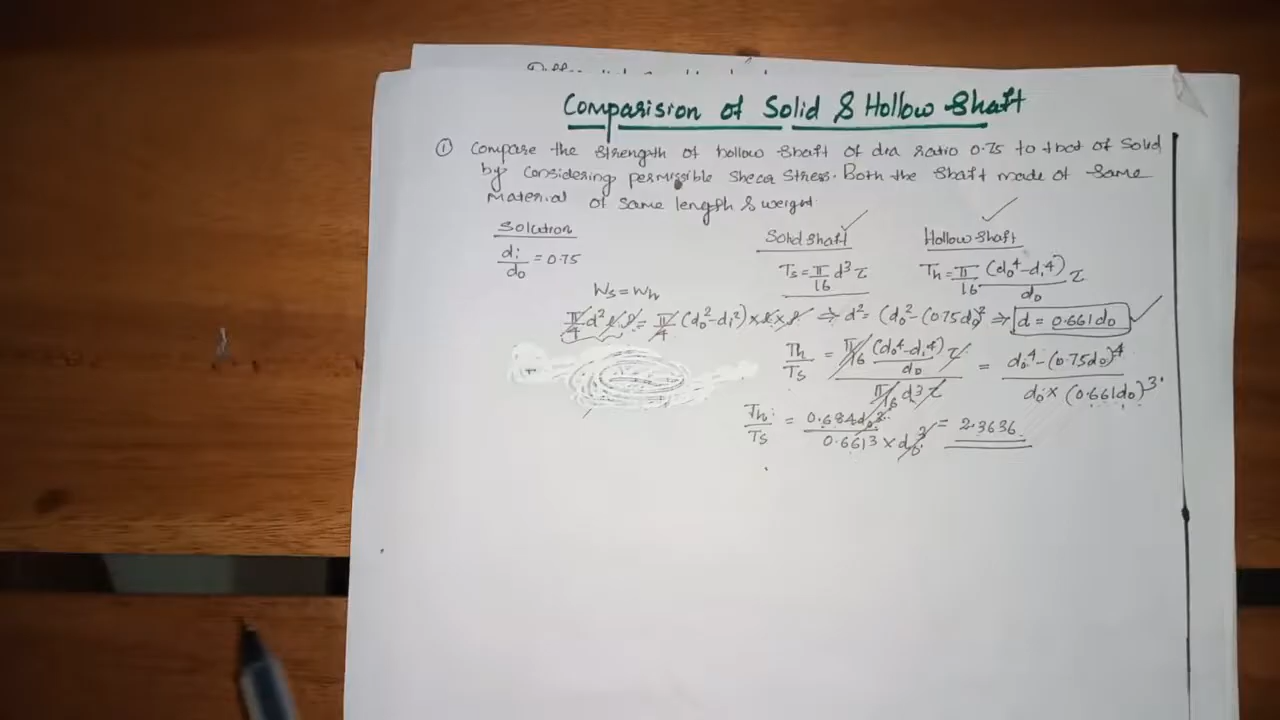 Comparision of Solid & Hollow Shaft
① Compare the strength of hollow shaft of dia ratio 0.75 to that of Solid
by Considering permissible Shear Stress. Both the Shaft made of Same
material of Same length & weight
Solution
Solid Shaft
Hollow Shaft
di/do = 0.75
Ts = π/16 d³ τ
Th = π/16 (do⁴-di⁴)/do τ
Ws = Wh
π/4 d² l ρ = π/4 (do²-di²) × l × ρ ⇒ d² = (do²-(0.75do)² ⇒ d = 0.661do
Th/Ts = π/16 (do⁴-di⁴)/do τ / π/16 d³ τ = do⁴-(0.75do)⁴ / do × (0.661do)³
Th/Ts = 0.684do³ / 0.661³ × do³ = 2.3636